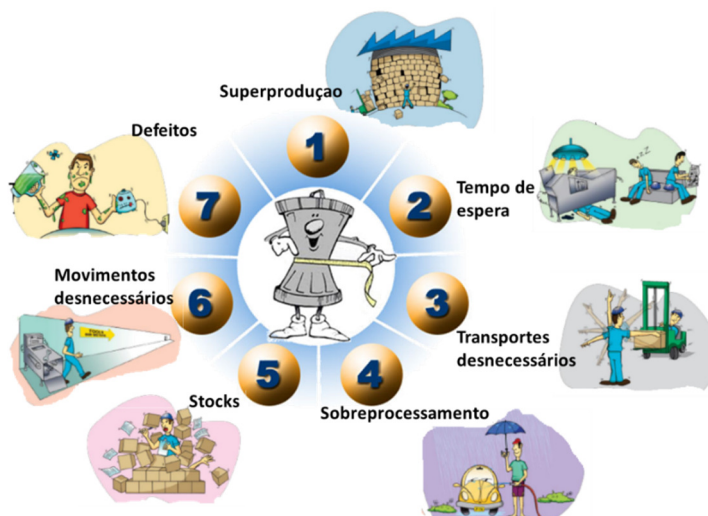 Superproduçao
1
Defeitos
7
2
Tempo de
espera
Movimentos
desnecessários
6
3
Transportes
desnecessários
5
4
Stocks
Sobreprocessamento